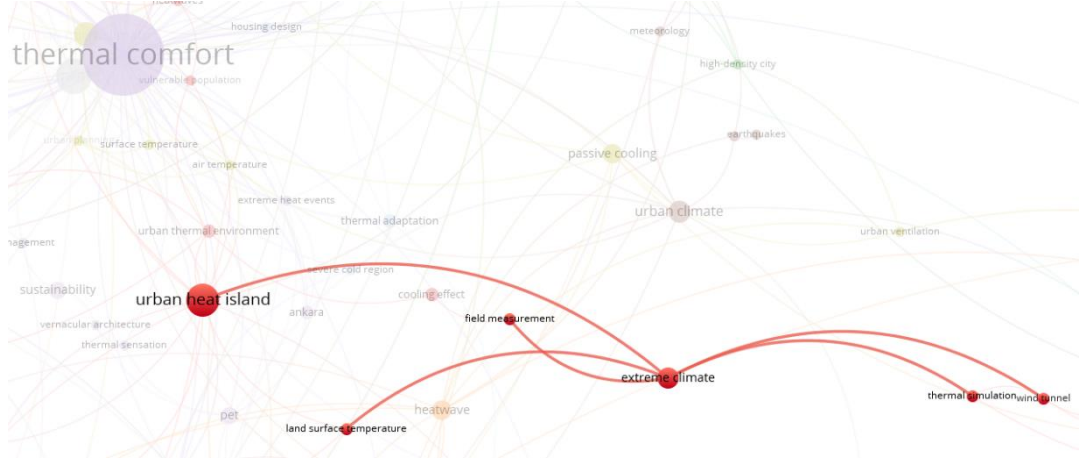 housing design
meteorology
thermal comfort
high-density city
vulnerable population
earthquakes
surface temperature
passive cooling
air temperature
extreme heat events
urban climate
thermal adaptation
urban thermal environment
urban ventilation
nagement
severe cold region
sustainability
urban heat island
cooling effect
ankara
field measurement
vernacular architecture
thermal sensation
extreme climate
thermal simulation
wind tunnel
heatwave
pet
land surface temperature